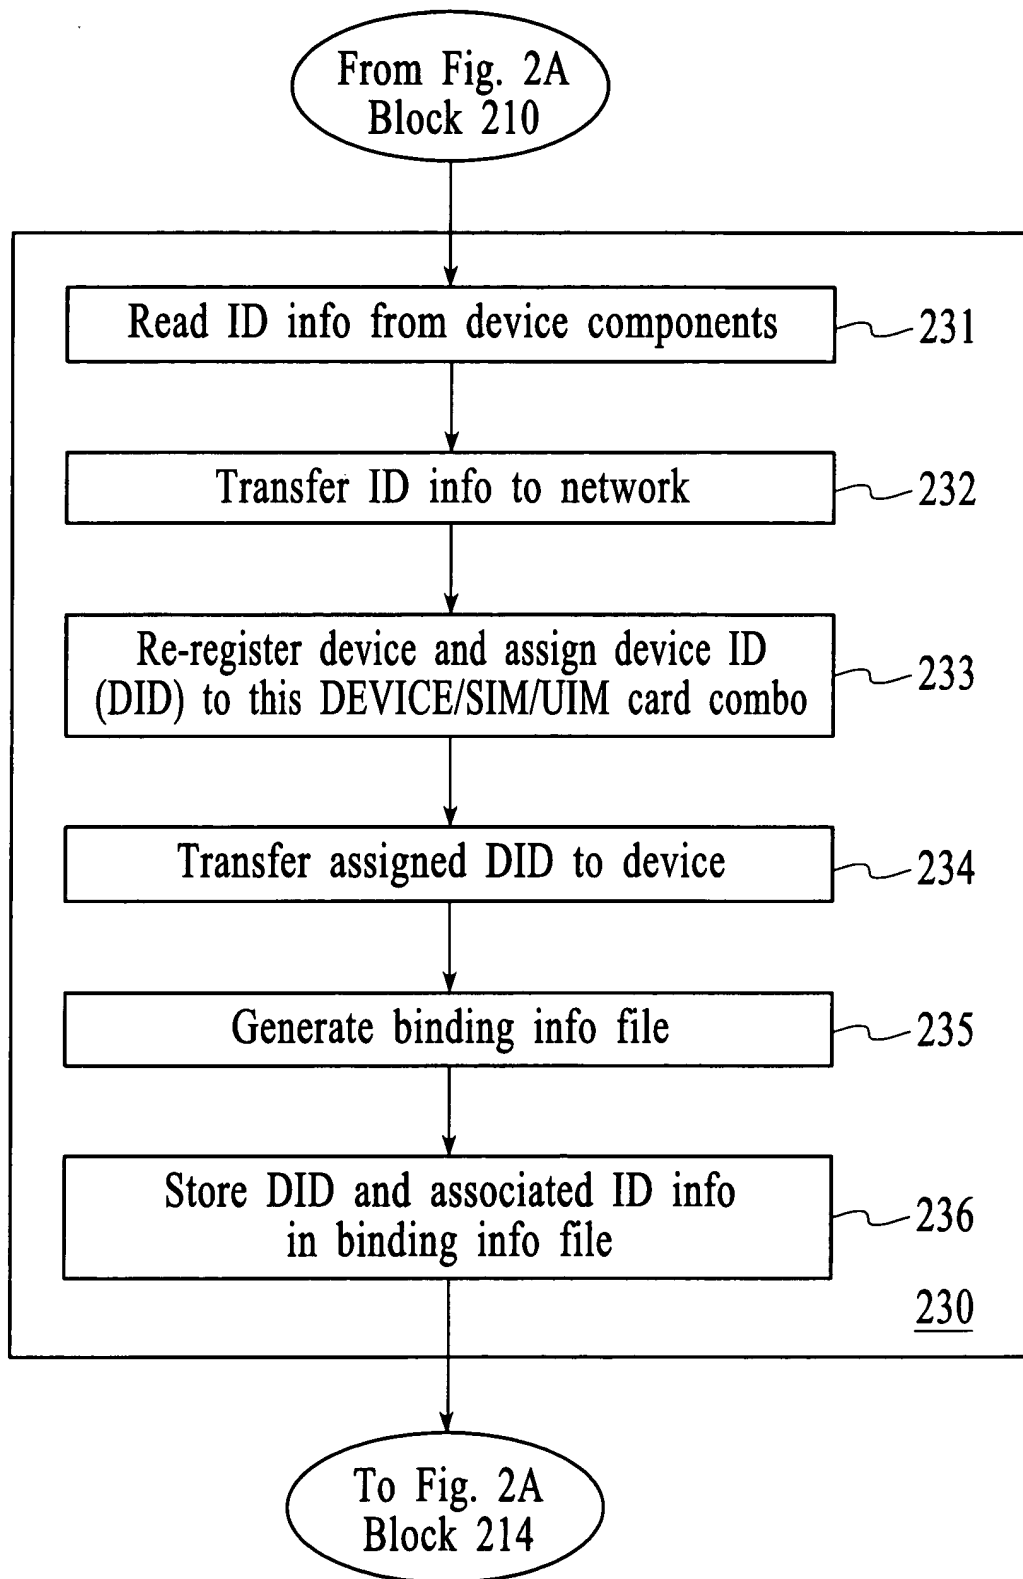 From Fig. 2A
Block 210
Read ID info from device components
231
Transfer ID info to network
232
Re-register device and assign device ID
(DID) to this DEVICE/SIM/UIM card combo
233
Transfer assigned DID to device
234
Generate binding info file
235
Store DID and associated ID info
in binding info file
236
230
To Fig. 2A
Block 214